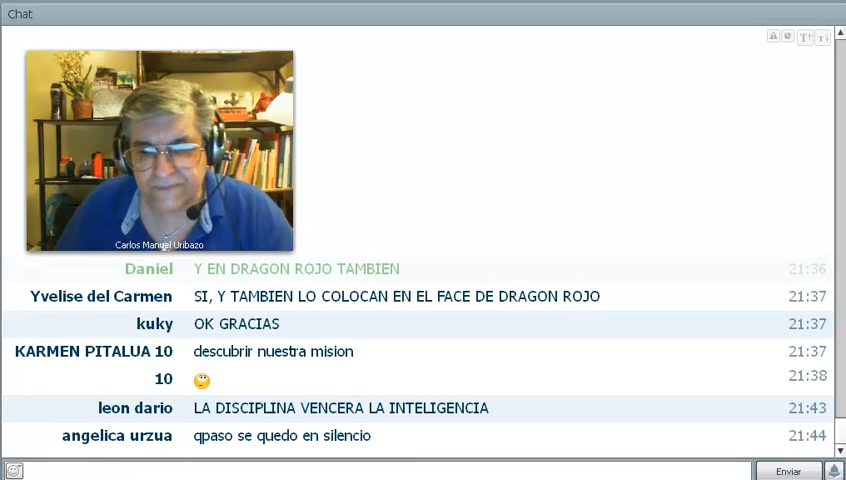 Chat
Carlos Manuel Uribazo
Daniel Y EN DRAGON ROJO TAMBIEN 21:36
Yvelise del Carmen SI, Y TAMBIEN LO COLOCAN EN EL FACE DE DRAGON ROJO 21:37
kuky OK GRACIAS 21:37
KARMEN PITALUA 10 descubrir nuestra mision 21:37
10 21:38
leon dario LA DISCIPLINA VENCERA LA INTELIGENCIA 21:43
angelica urzua qpaso se quedo en silencio 21:44
Enviar